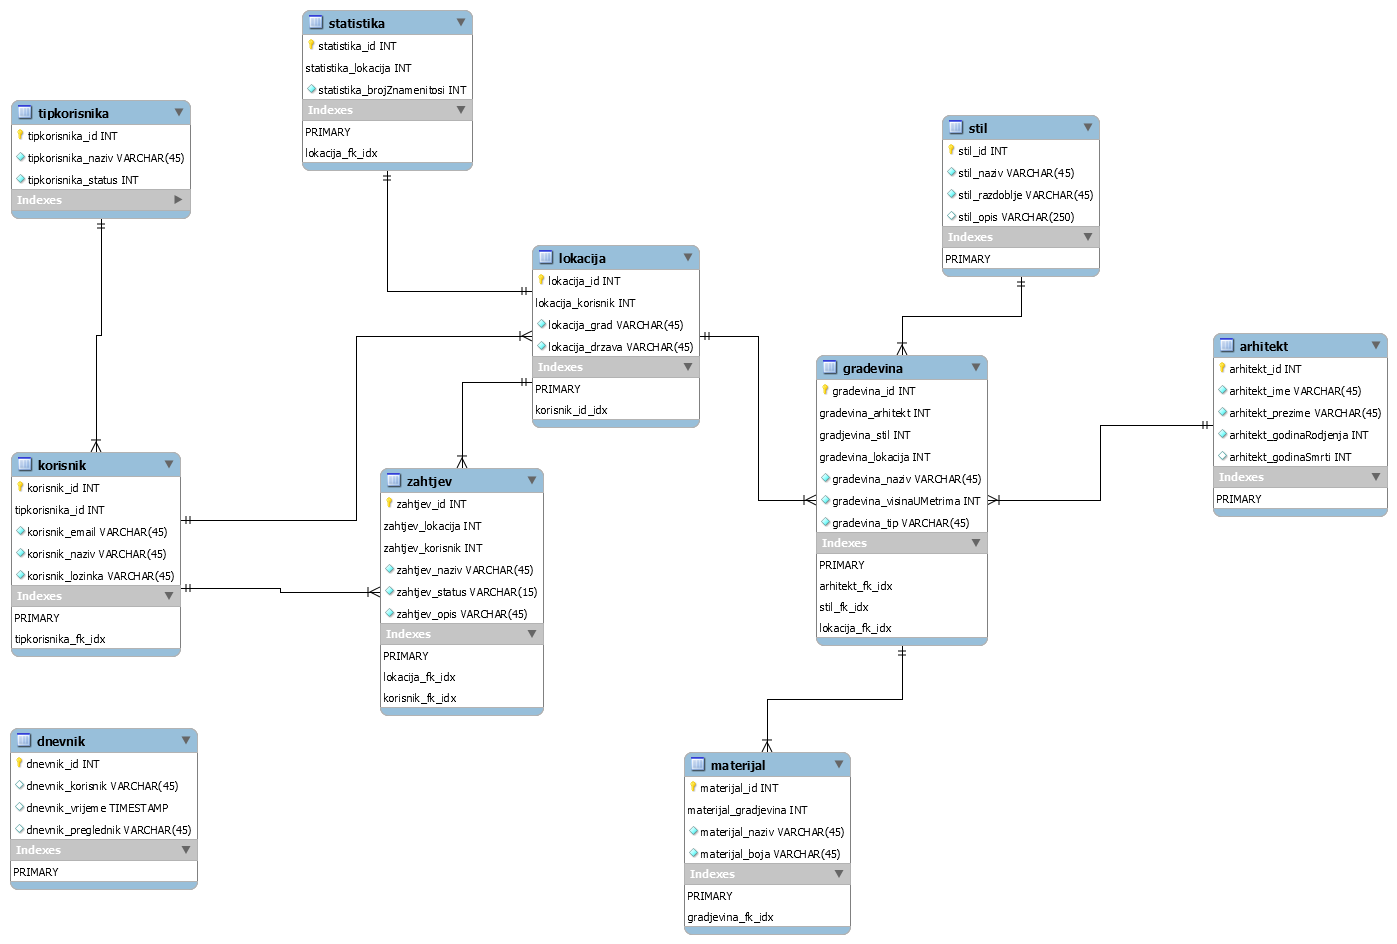 statistika
statistika_id INT
statistika_lokacija INT
statistika_brojZnamenitosi INT
Indexes
PRIMARY
lokacija_fk_idx
tipkorisnika
tipkorisnika_id INT
tipkorisnika_naziv VARCHAR(45)
tipkorisnika_status INT
Indexes
stil
stil_id INT
stil_naziv VARCHAR(45)
stil_razdoblje VARCHAR(45)
stil_opis VARCHAR(250)
Indexes
PRIMARY
lokacija
lokacija_id INT
lokacija_korisnik INT
lokacija_grad VARCHAR(45)
lokacija_drzava VARCHAR(45)
Indexes
PRIMARY
korisnik_id_idx
arhitekt
arhitekt_id INT
arhitekt_ime VARCHAR(45)
arhitekt_prezime VARCHAR(45)
arhitekt_godinaRodjenja INT
arhitekt_godinaSmrti INT
Indexes
PRIMARY
gradevina
gradevina_id INT
gradevina_arhitekt INT
gradjevina_stil INT
gradevina_lokacija INT
gradevina_naziv VARCHAR(45)
gradevina_visinaUMetrima INT
gradevina_tip VARCHAR(45)
Indexes
PRIMARY
arhitekt_fk_idx
stil_fk_idx
lokacija_fk_idx
korisnik
korisnik_id INT
tipkorisnika_id INT
korisnik_email VARCHAR(45)
korisnik_naziv VARCHAR(45)
korisnik_lozinka VARCHAR(45)
Indexes
PRIMARY
tipkorisnika_fk_idx
zahtjev
zahtjev_id INT
zahtjev_lokacija INT
zahtjev_korisnik INT
zahtjev_naziv VARCHAR(45)
zahtjev_status VARCHAR(15)
zahtjev_opis VARCHAR(45)
Indexes
PRIMARY
lokacija_fk_idx
korisnik_fk_idx
dnevnik
dnevnik_id INT
dnevnik_korisnik VARCHAR(45)
dnevnik_vrijeme TIMESTAMP
dnevnik_preglednik VARCHAR(45)
Indexes
PRIMARY
materijal
materijal_id INT
materijal_gradjevina INT
materijal_naziv VARCHAR(45)
materijal_boja VARCHAR(45)
Indexes
PRIMARY
gradjevina_fk_idx